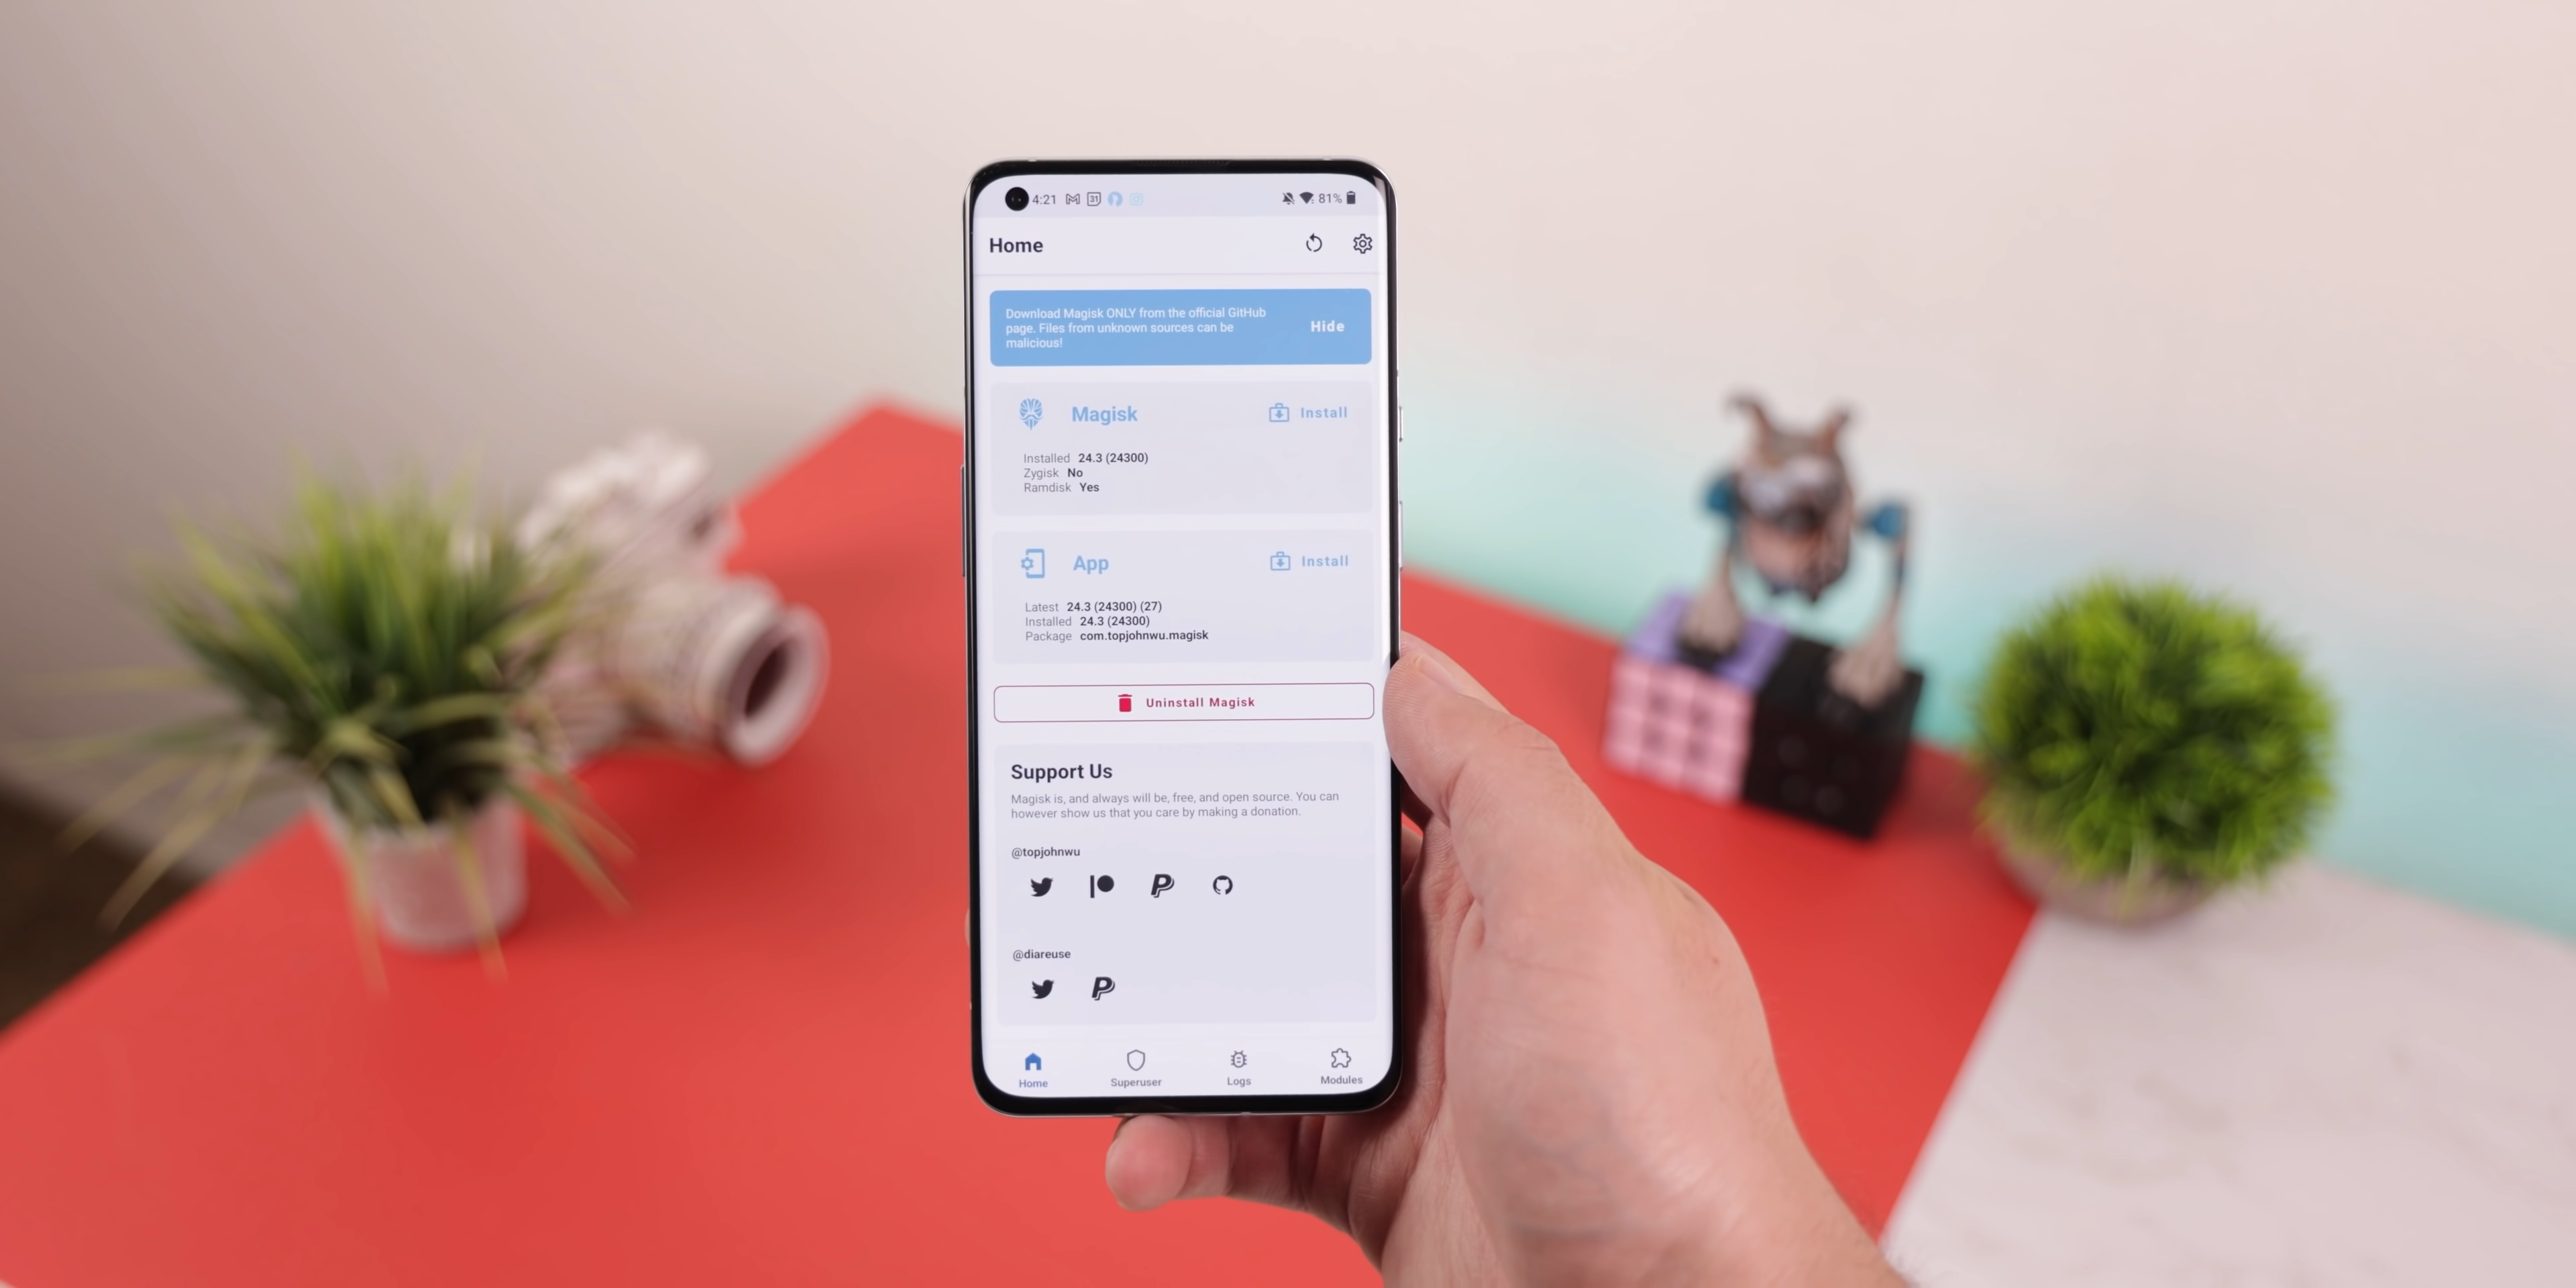 4:21 31 81%
Home
Download Magisk ONLY from the official GitHub
page. Files from unknown sources can be
malicious!
Hide
Magisk
Install
Installed 24.3 (24300)
Zygisk No
Ramdisk Yes
App
Install
Latest 24.3 (24300) (27)
Installed 24.3 (24300)
Package com.topjohnwu.magisk
Uninstall Magisk
Support Us
Magisk is, and always will be, free, and open source. You can
however show us that you care by making a donation.
@topjohnwu
@diareuse
Home Superuser Logs Modules